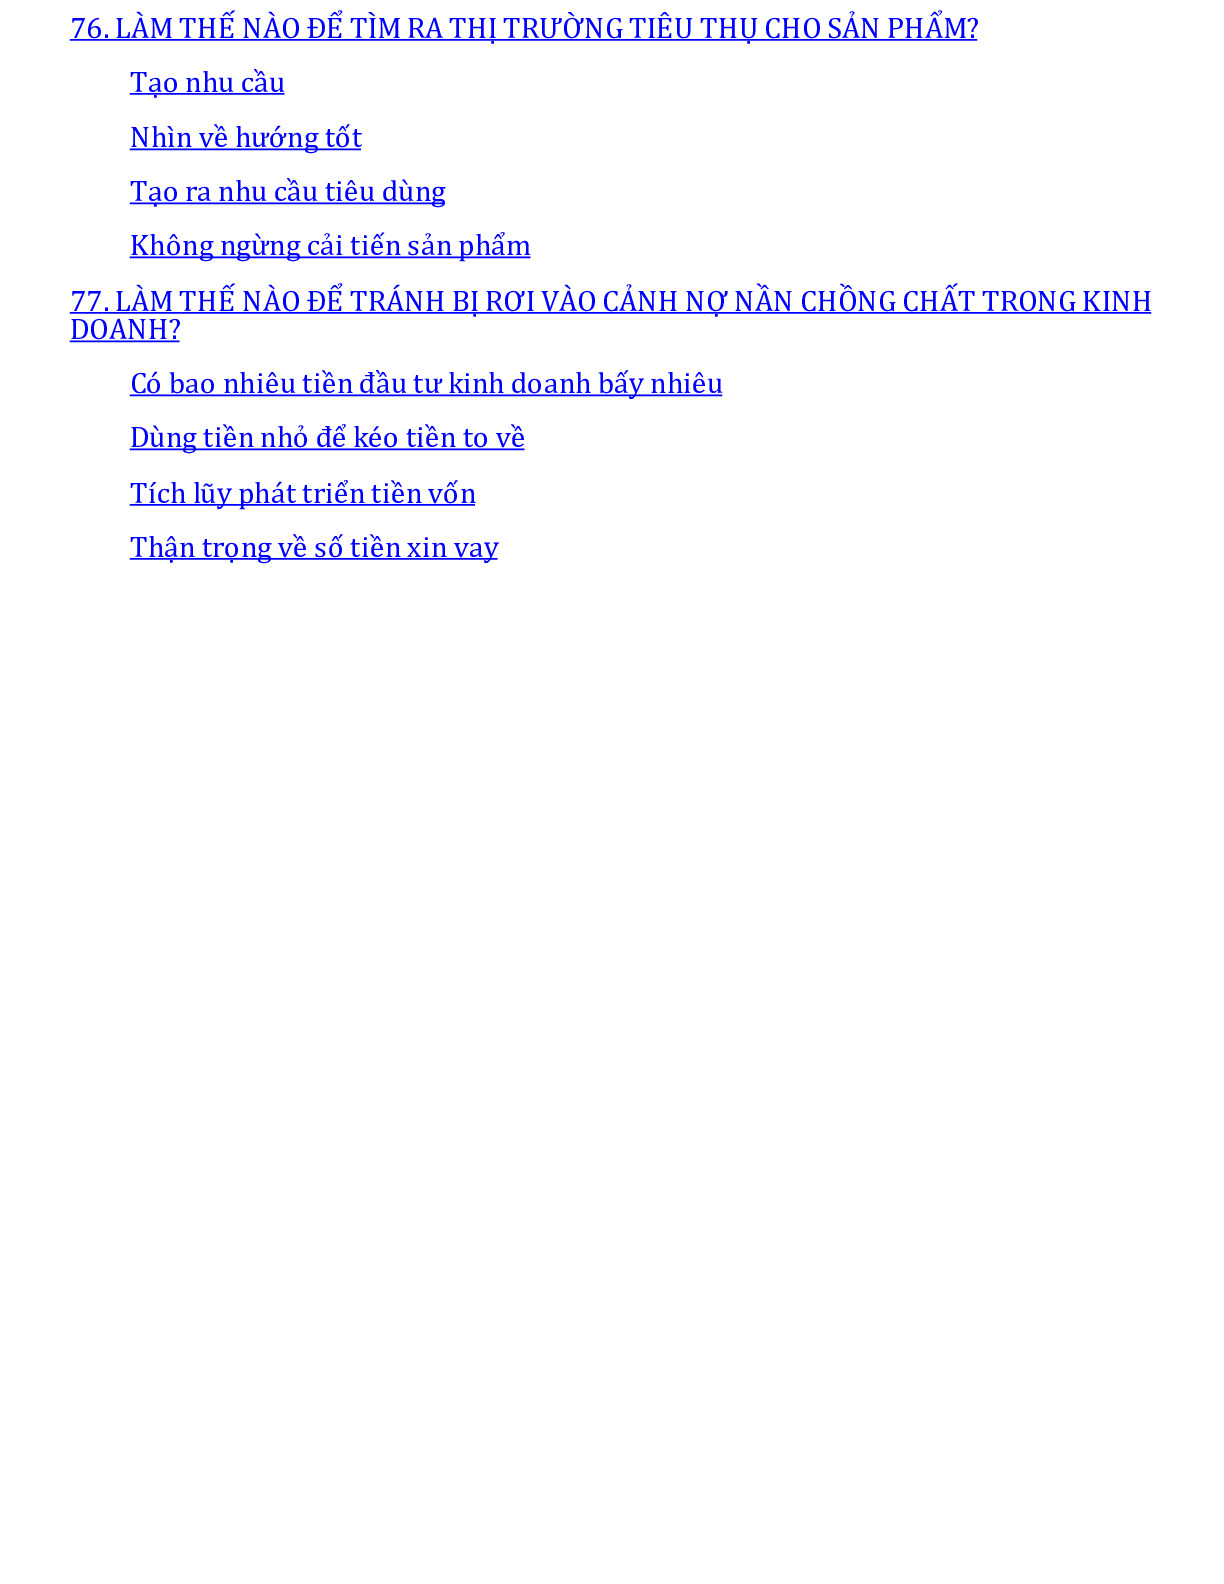 76. LÀM THẾ NÀO ĐỂ TÌM RA THỊ TRƯỜNG TIÊU THỤ CHO SẢN PHẨM?
Tạo nhu cầu
Nhìn về hướng tốt
Tạo ra nhu cầu tiêu dùng
Không ngừng cải tiến sản phẩm
77. LÀM THẾ NÀO ĐỂ TRÁNH BỊ RƠI VÀO CẢNH NỢ NẦN CHỒNG CHẤT TRONG KINH
DOANH?
Có bao nhiêu tiền đầu tư kinh doanh bấy nhiêu
Dùng tiền nhỏ để kéo tiền to về
Tích lũy phát triển tiền vốn
Thận trọng về số tiền xin vay